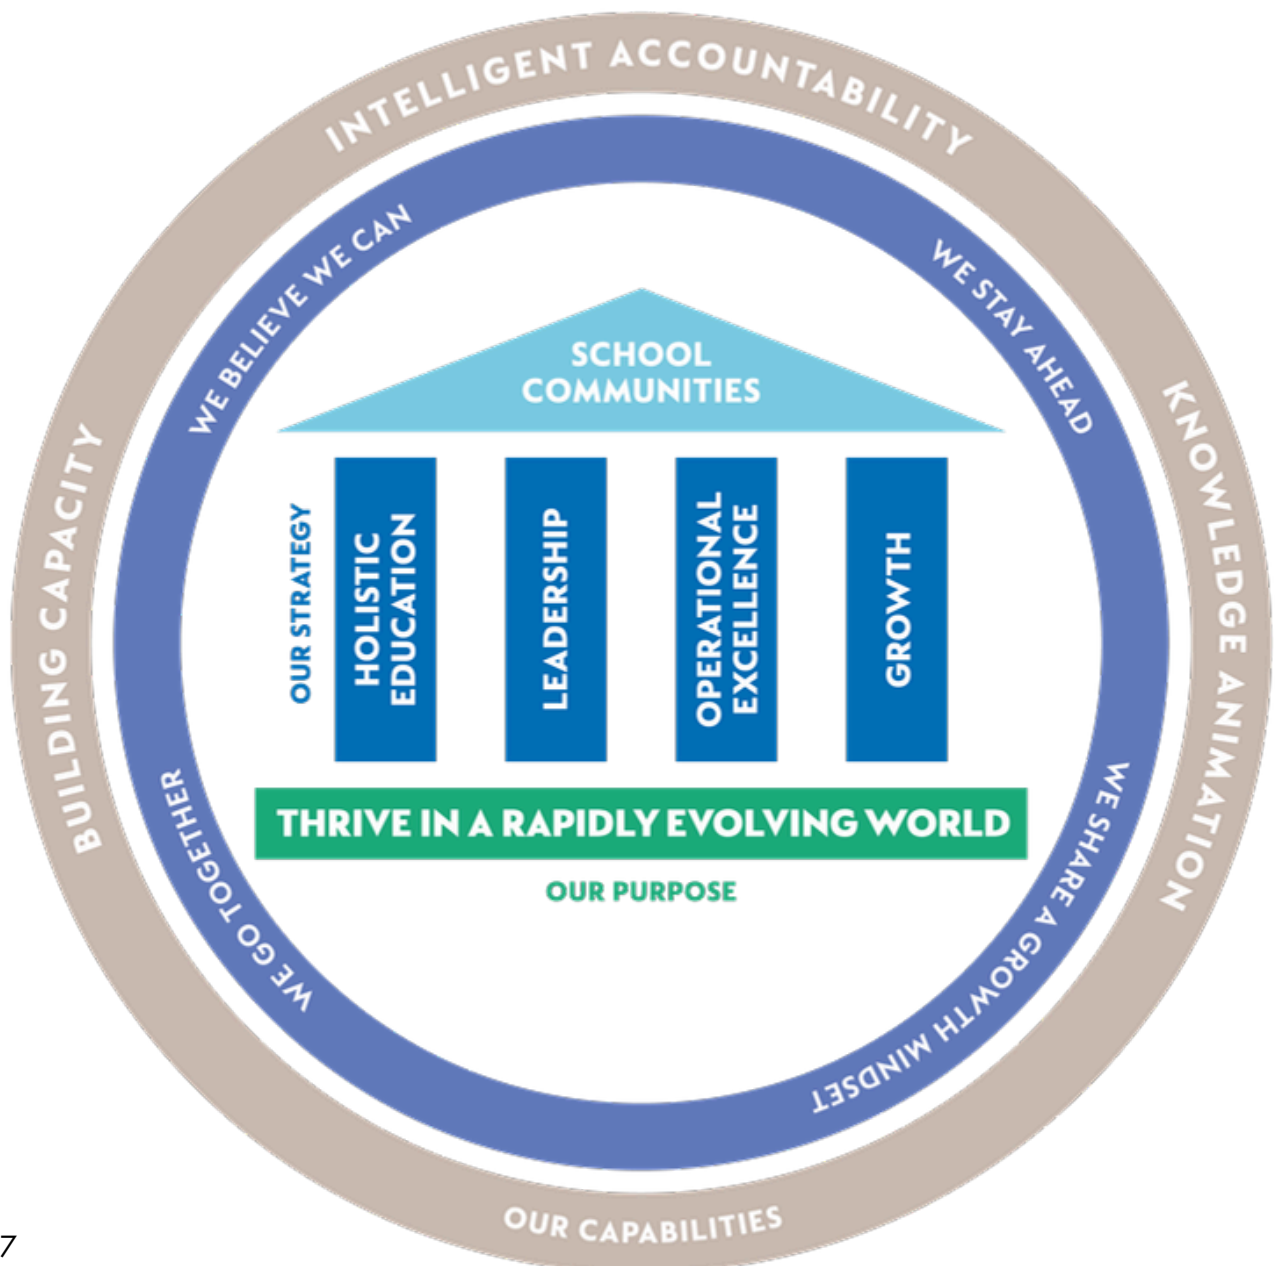 INTELLIGENT ACCOUNTABILITY
BUILDING CAPACITY
KNOWLEDGE ANIMATION
OUR CAPABILITIES
WE BELIEVE WE CAN
WE STAY AHEAD
WE SHARE A GROWTH MINDSET
WE GO TOGETHER
SCHOOL
COMMUNITIES
OUR STRATEGY
HOLISTIC
EDUCATION
LEADERSHIP
OPERATIONAL
EXCELLENCE
GROWTH
THRIVE IN A RAPIDLY EVOLVING WORLD
OUR PURPOSE
7